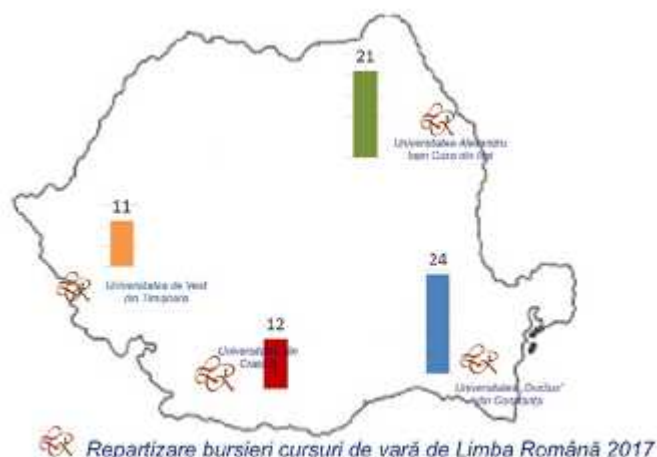 21
Universitatea Alexandru
Ioan Cuza din Iași
11
Universitatea de Vest
din Timișoara
24
12
Universitatea din
Craiova
Universitatea „Ovidius”
din Constanța
Repartizare bursieri cursuri de vară de Limba Română 2017